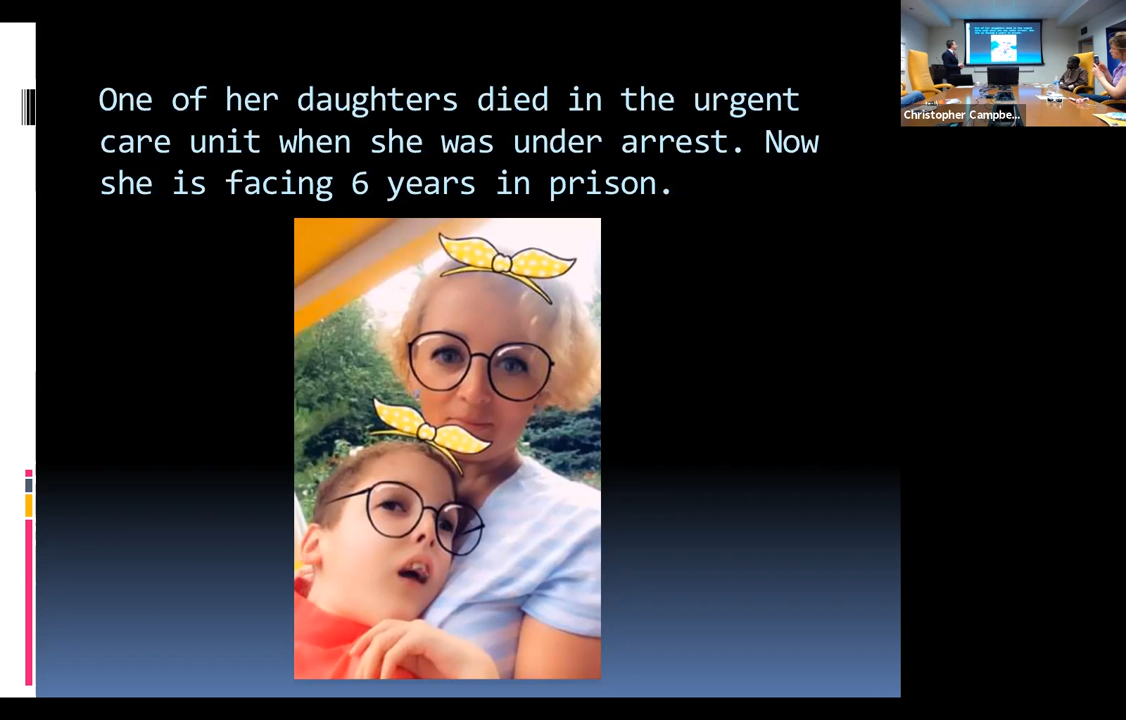 One of her daughters died in the urgent
care unit when she was under arrest. Now
she is facing 6 years in prison.
Christopher Campbe...